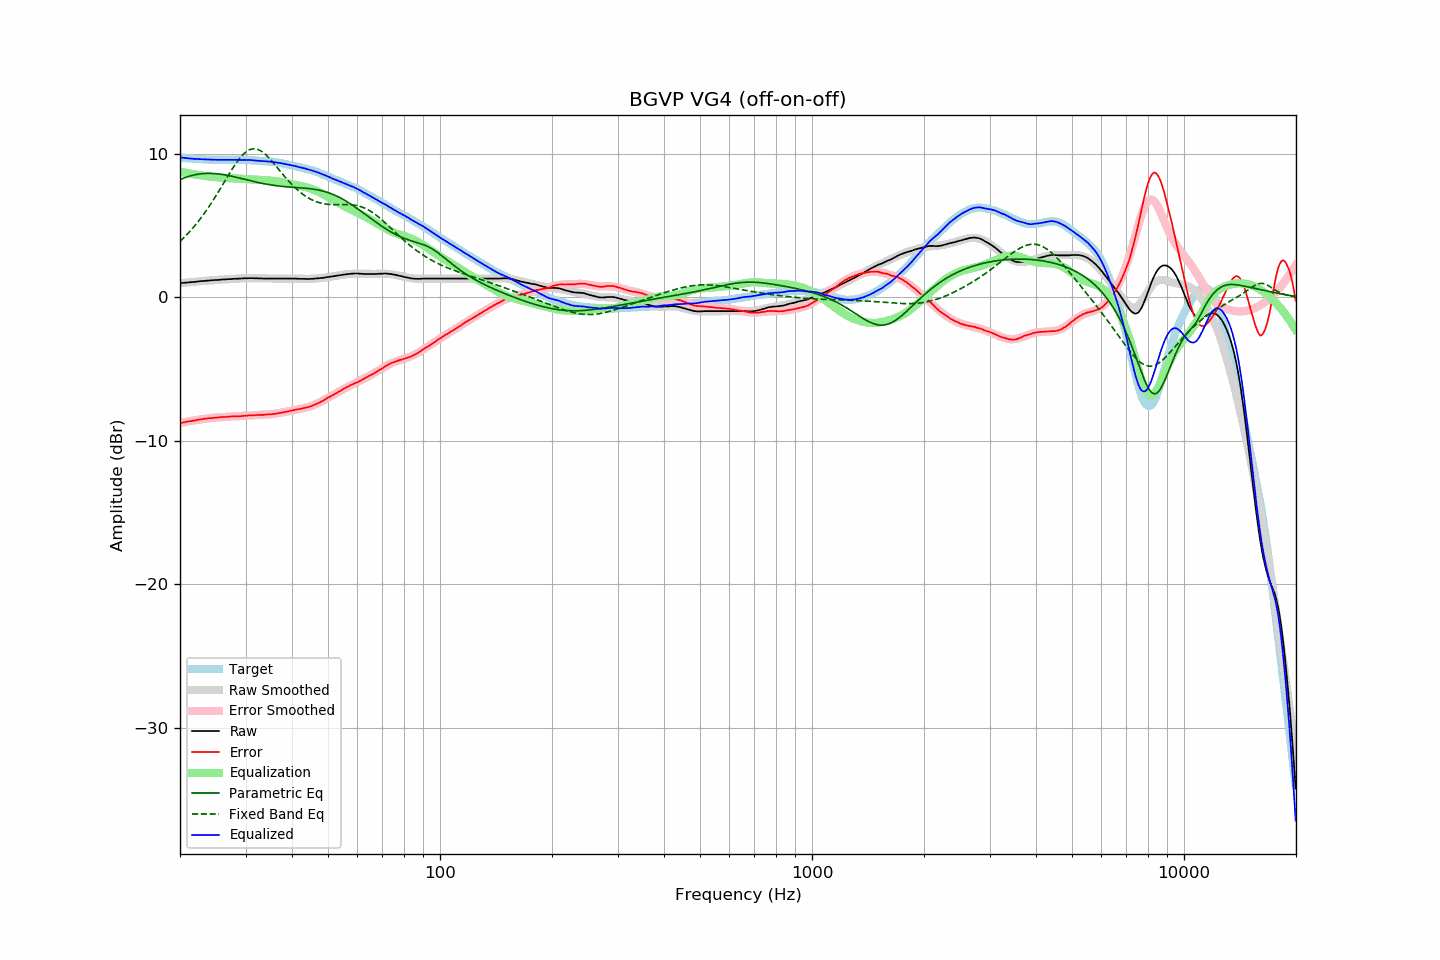 BGVP VG4 (off-on-off)
Amplitude (dBr)
10
0
−10
−20
−30
Target
Raw Smoothed
Error Smoothed
Raw
Error
Equalization
Parametric Eq
Fixed Band Eq
Equalized
100
1000
10000
Frequency (Hz)